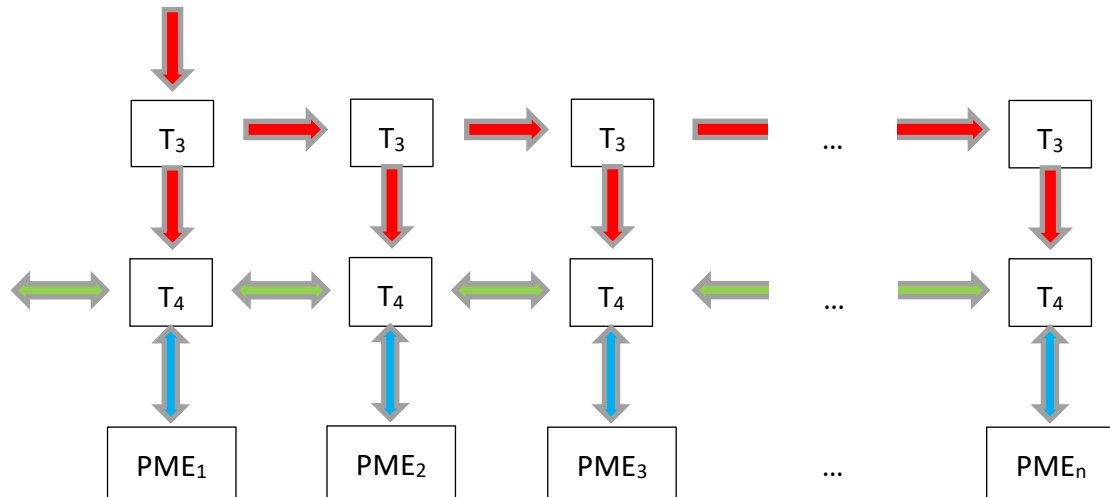 T₃ T₃ T₃ ... T₃
T₄ T₄ T₄ ... T₄
PME₁ PME₂ PME₃ ... PMEₙ